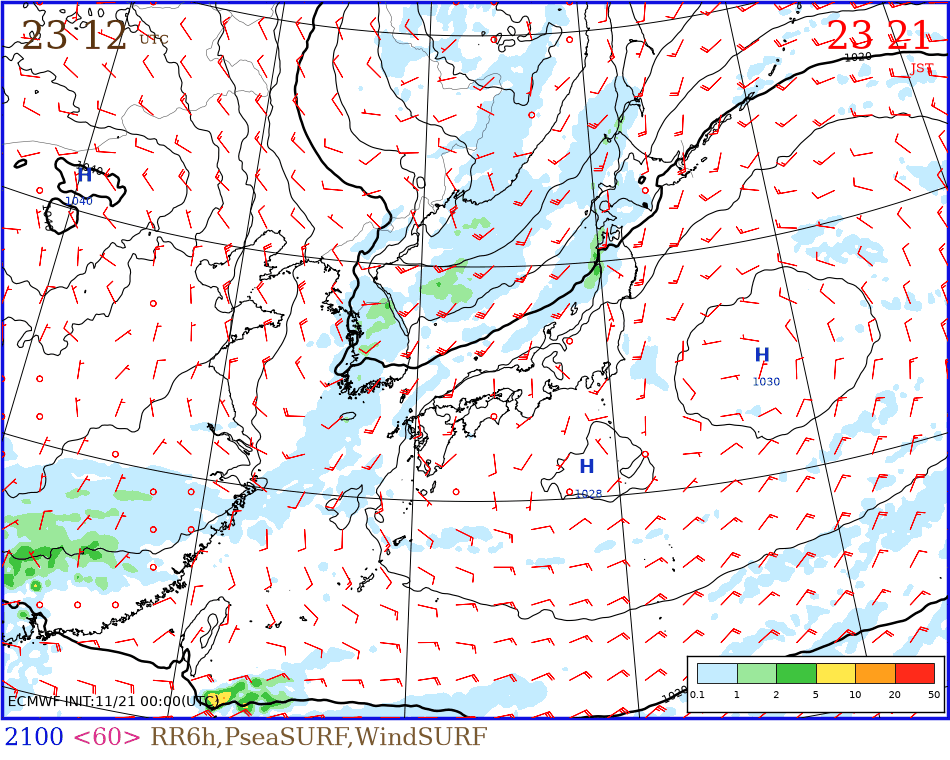 23 12 UTC
23 21
JST
1020
1040
H
1040
1040
H
1030
H
1028
1020
0.1 1 2 5 10 20 50
ECMWF INIT:11/21 00:00(UTC)
2100 <60> RR6h,PseaSURF,WindSURF